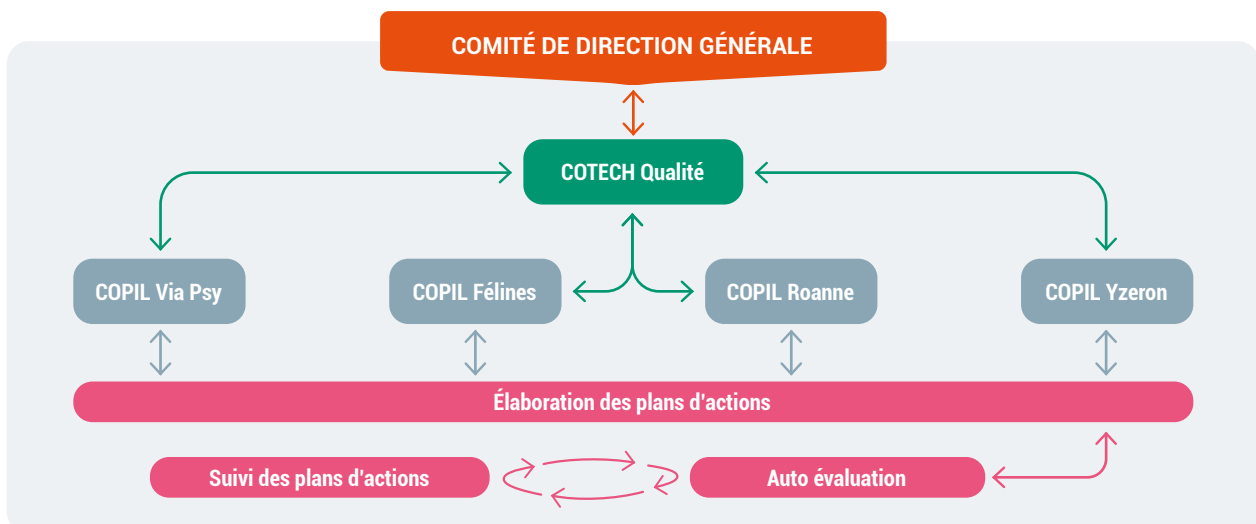 COMITÉ DE DIRECTION GÉNÉRALE
COTECH Qualité
COPIL Via Psy
COPIL Félines
COPIL Roanne
COPIL Yzeron
Élaboration des plans d'actions
Suivi des plans d'actions
Auto évaluation